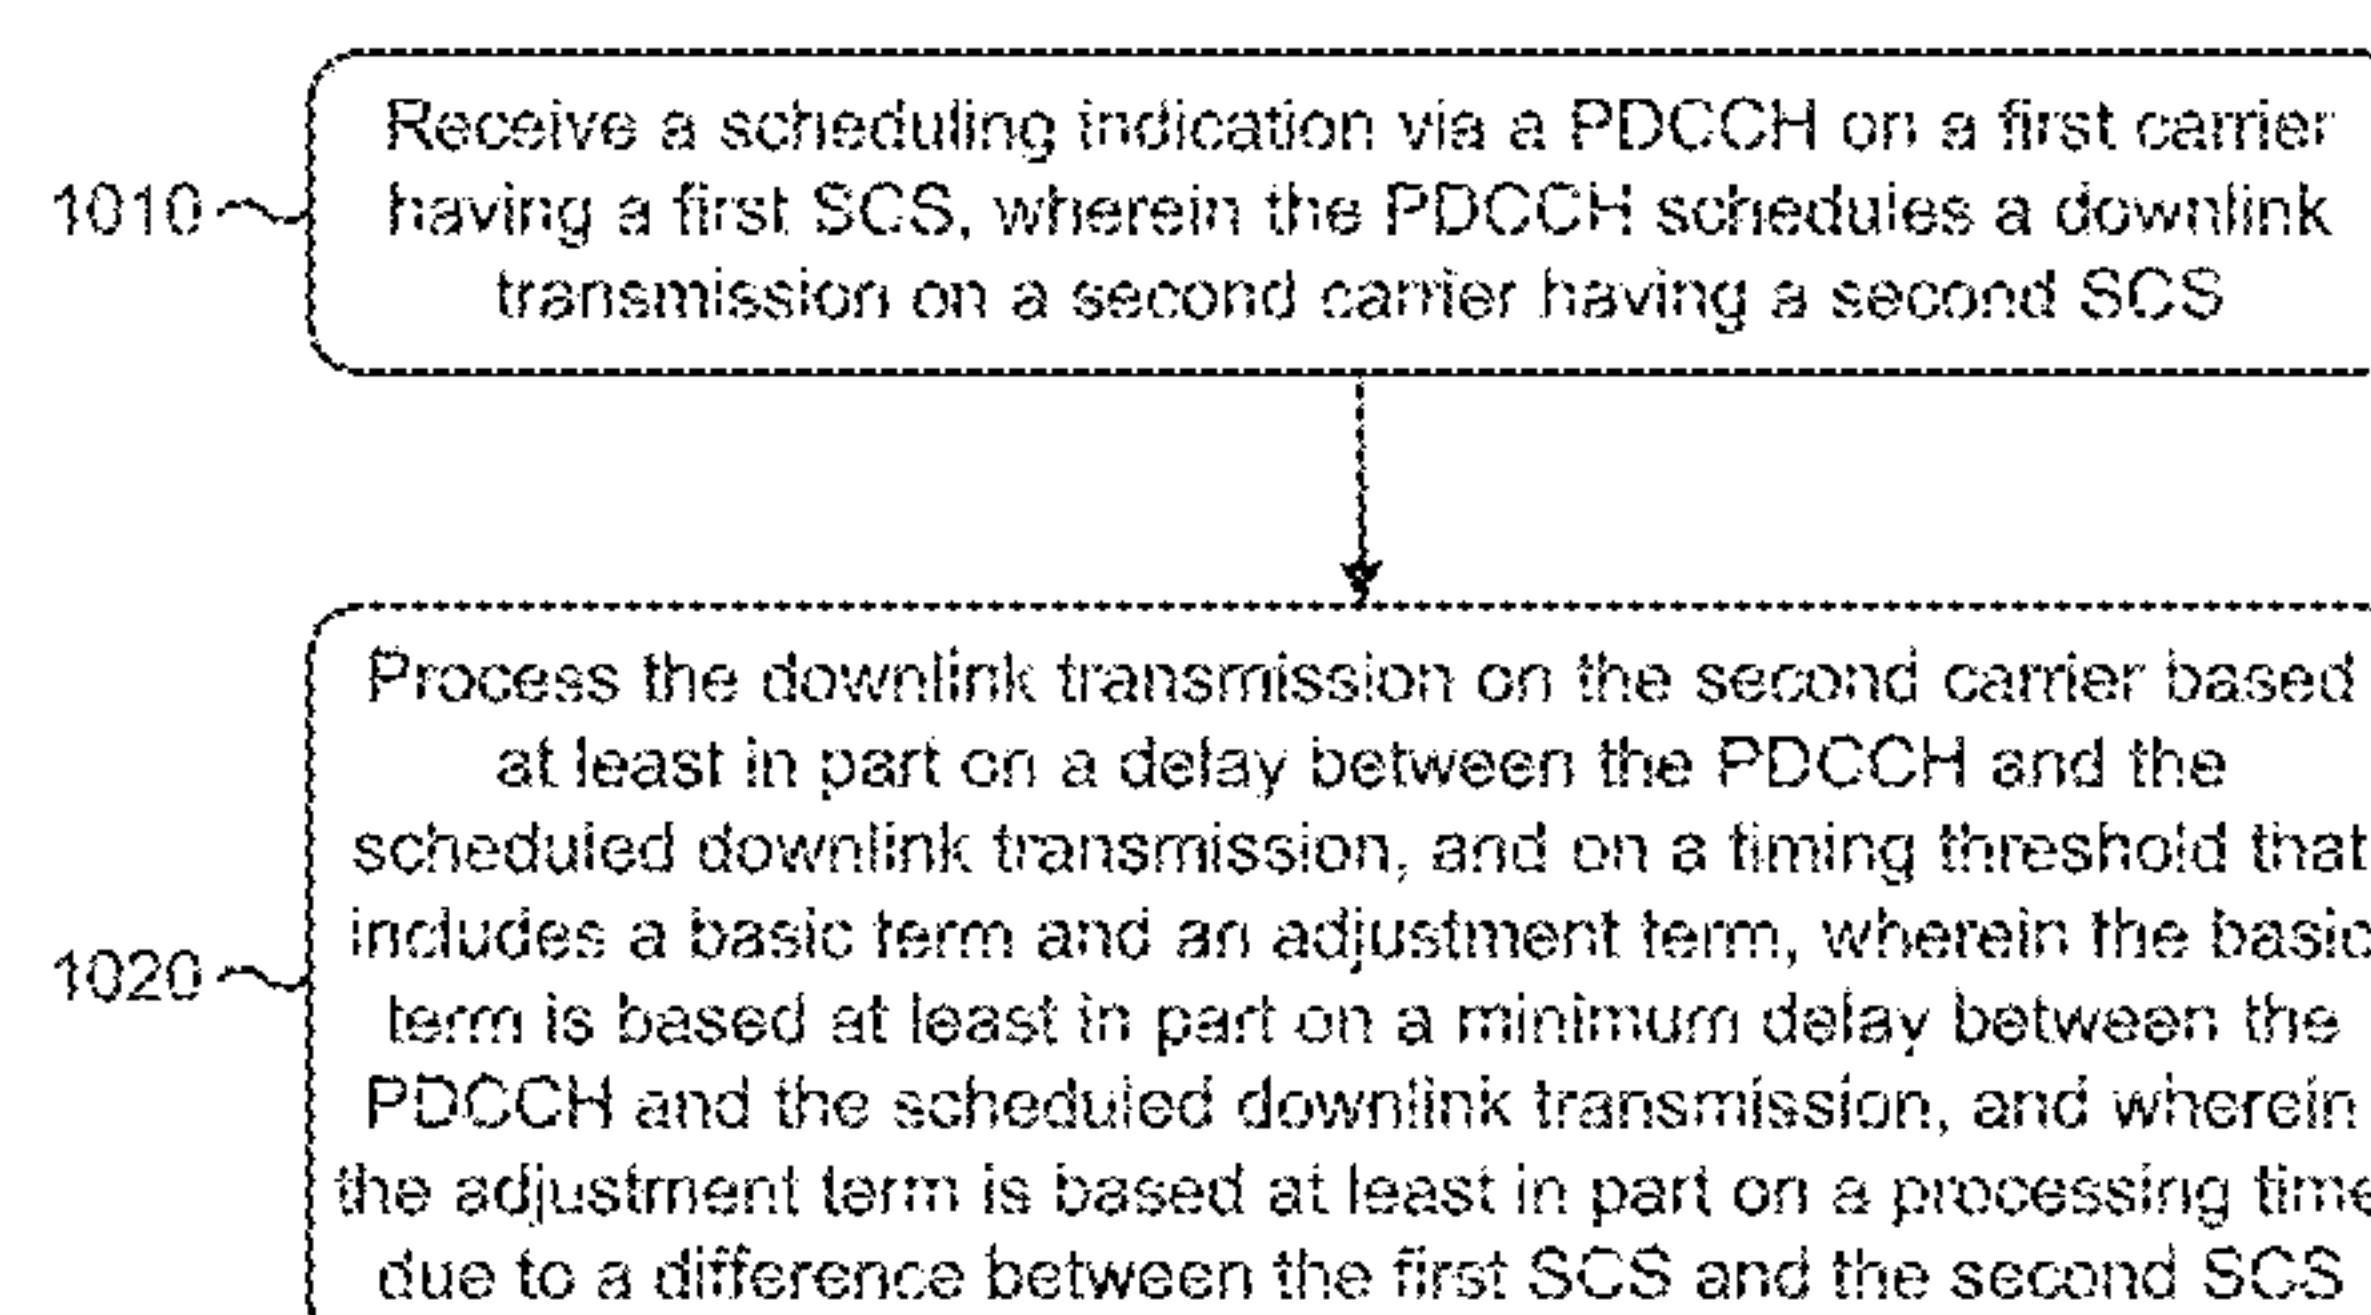 Receive a scheduling indication via a PDCCH on a first carrier
1010
having a first SCS, wherein the PDCCH schedules a downlink
transmission on a second carrier having a second SCS
Process the downlink transmission on the second carrier based
at least in part on a delay between the PDCCH and the
scheduled downlink transmission, and on a timing threshold that
includes a basic term and an adjustment term, wherein the basic
1020
term is based at least in part on a minimum delay between the
PDCCH and the scheduled downlink transmission, and wherein
the adjustment term is based at least in part on a processing time
due to a difference between the first SCS and the second SCS